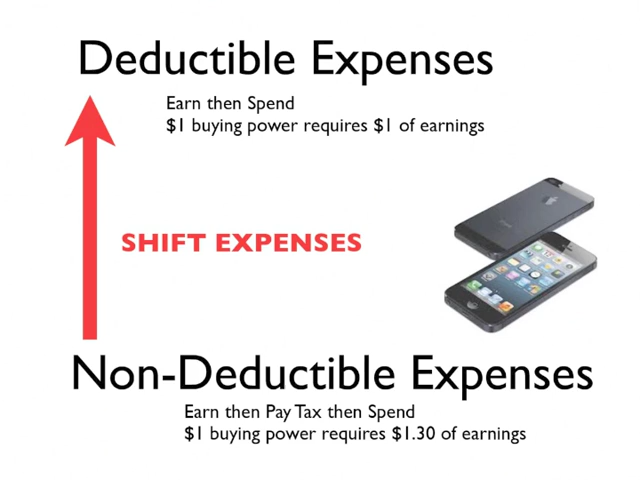 Deductible Expenses
Earn then Spend
$1 buying power requires $1 of earnings
SHIFT EXPENSES
Non-Deductible Expenses
Earn then Pay Tax then Spend
$1 buying power requires $1.30 of earnings